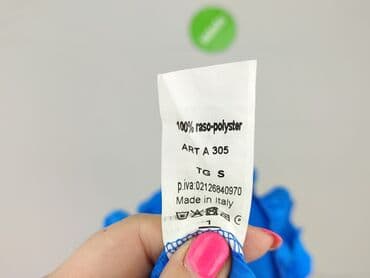 100% raso-polyster
ART A 305
TG S
p.iva:02126840970
Made in Italy